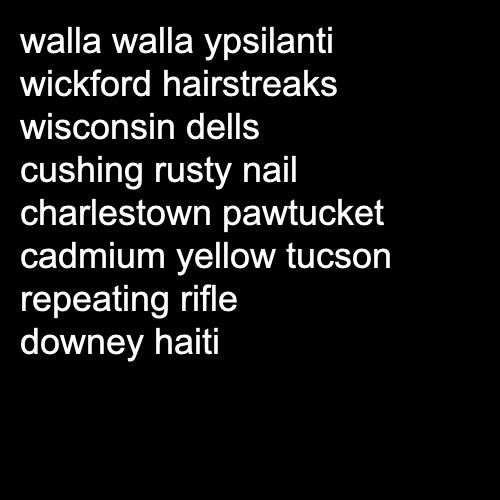 walla walla ypsilanti
wickford hairstreaks
wisconsin dells
cushing rusty nail
charlestown pawtucket
cadmium yellow tucson
repeating rifle
downey haiti